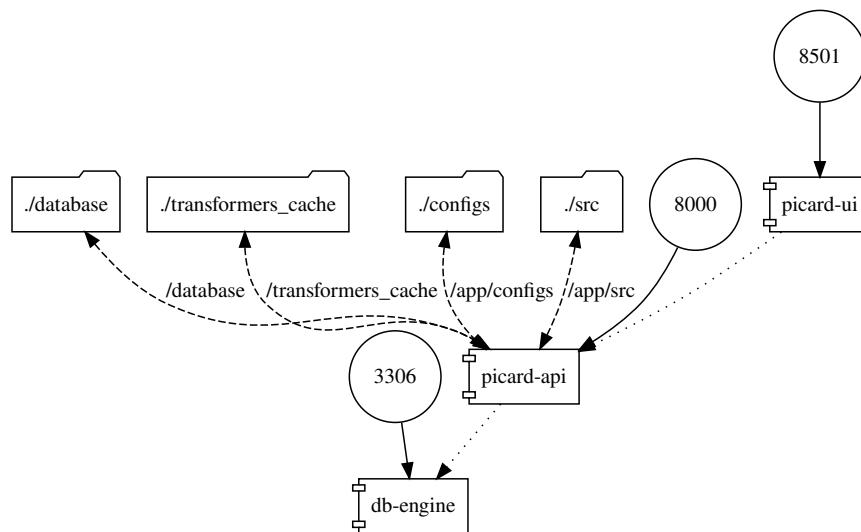 8501
./database
./transformers_cache
./configs
./src
8000
picard-ui
/database
/transformers_cache
/app/configs
/app/src
3306
picard-api
db-engine